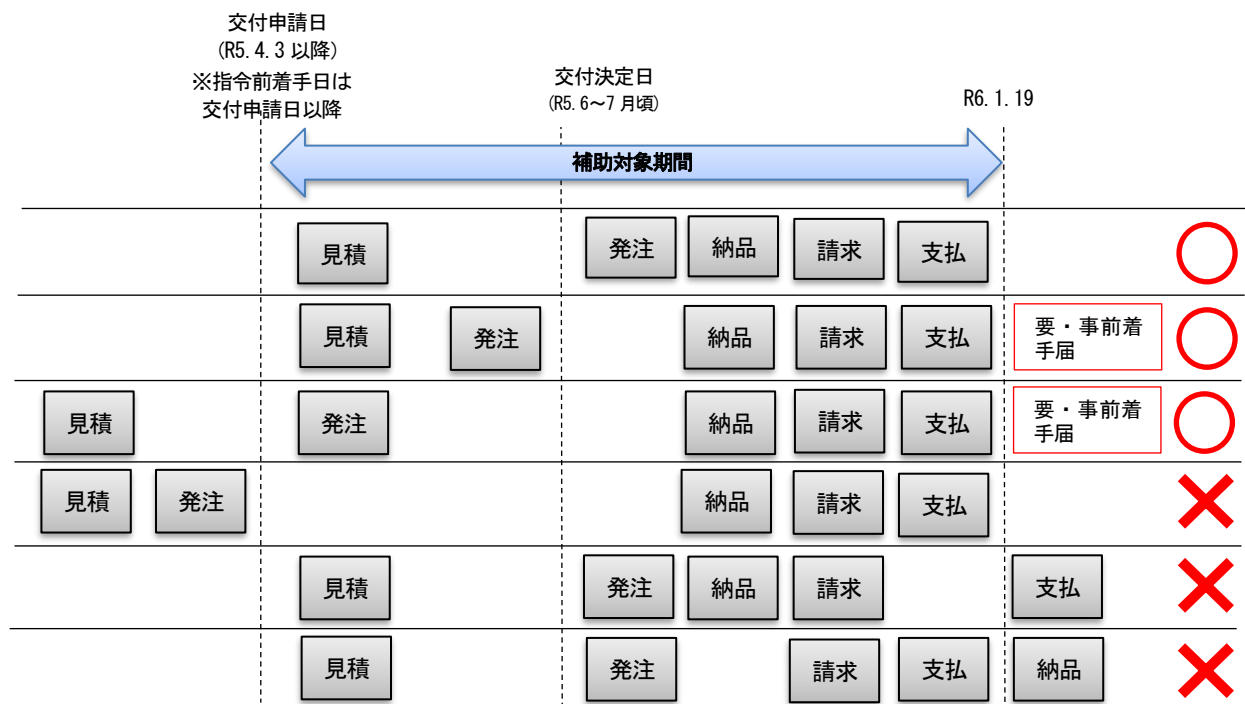 交付申請日
(R5.4.3 以降)
※指令前着手日は
交付申請日以降
交付決定日
(R5.6～7 月頃)
R6.1.19
補助対象期間
見積
発注
納品
請求
支払
見積
発注
納品
請求
支払
要・事前着
手届
見積
発注
納品
請求
支払
要・事前着
手届
見積
発注
納品
請求
支払
見積
発注
納品
請求
支払
見積
発注
請求
支払
納品